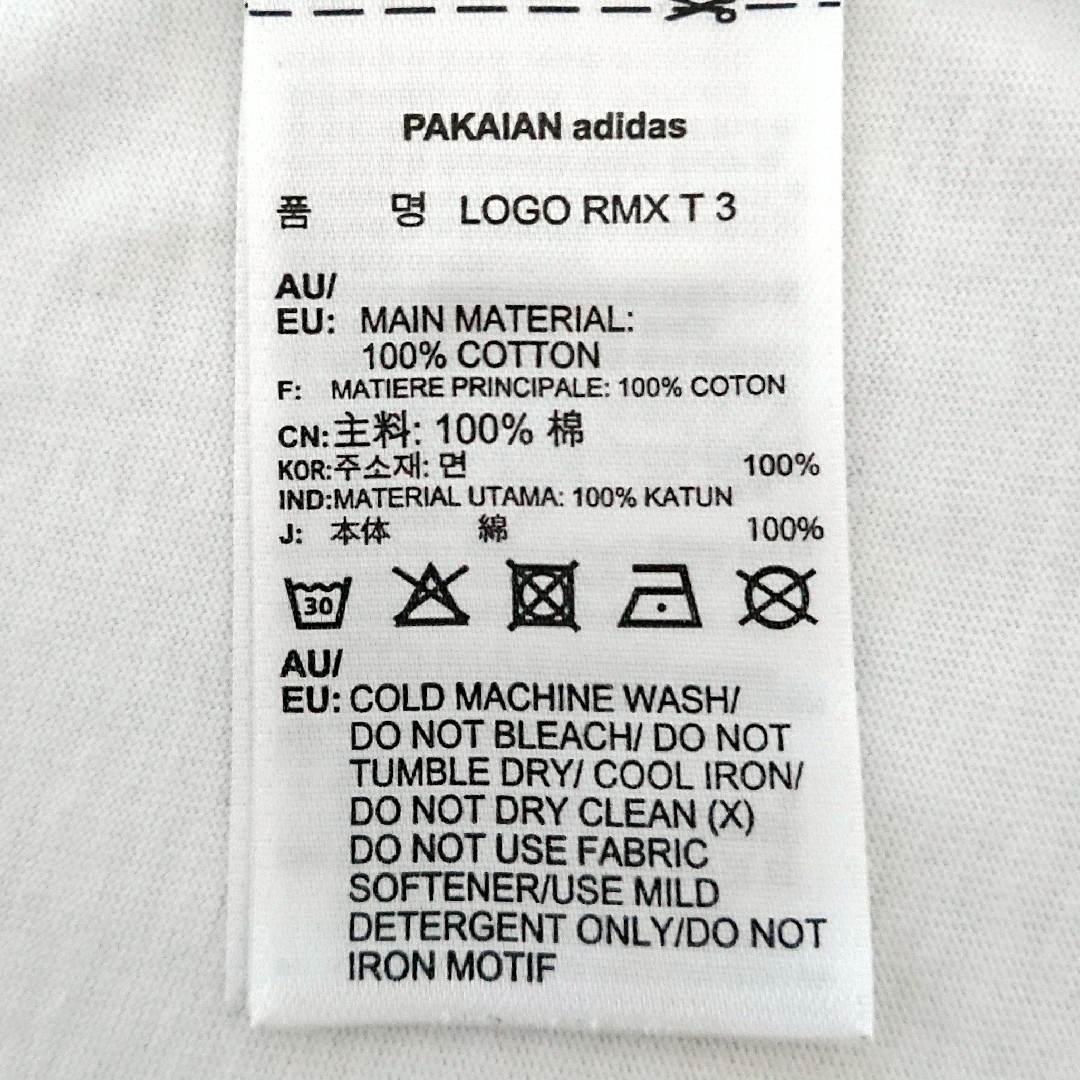 PAKAIAN adidas
품 명 LOGO RMX T 3
AU/
EU: MAIN MATERIAL:
100% COTTON
F: MATIERE PRINCIPALE: 100% COTON
CN:主料: 100% 棉
KOR:주소재: 면 100%
IND:MATERIAL UTAMA: 100% KATUN
J: 本体 綿 100%
30
AU/
EU: COLD MACHINE WASH/
DO NOT BLEACH/ DO NOT
TUMBLE DRY/ COOL IRON/
DO NOT DRY CLEAN (X)
DO NOT USE FABRIC
SOFTENER/USE MILD
DETERGENT ONLY/DO NOT
IRON MOTIF